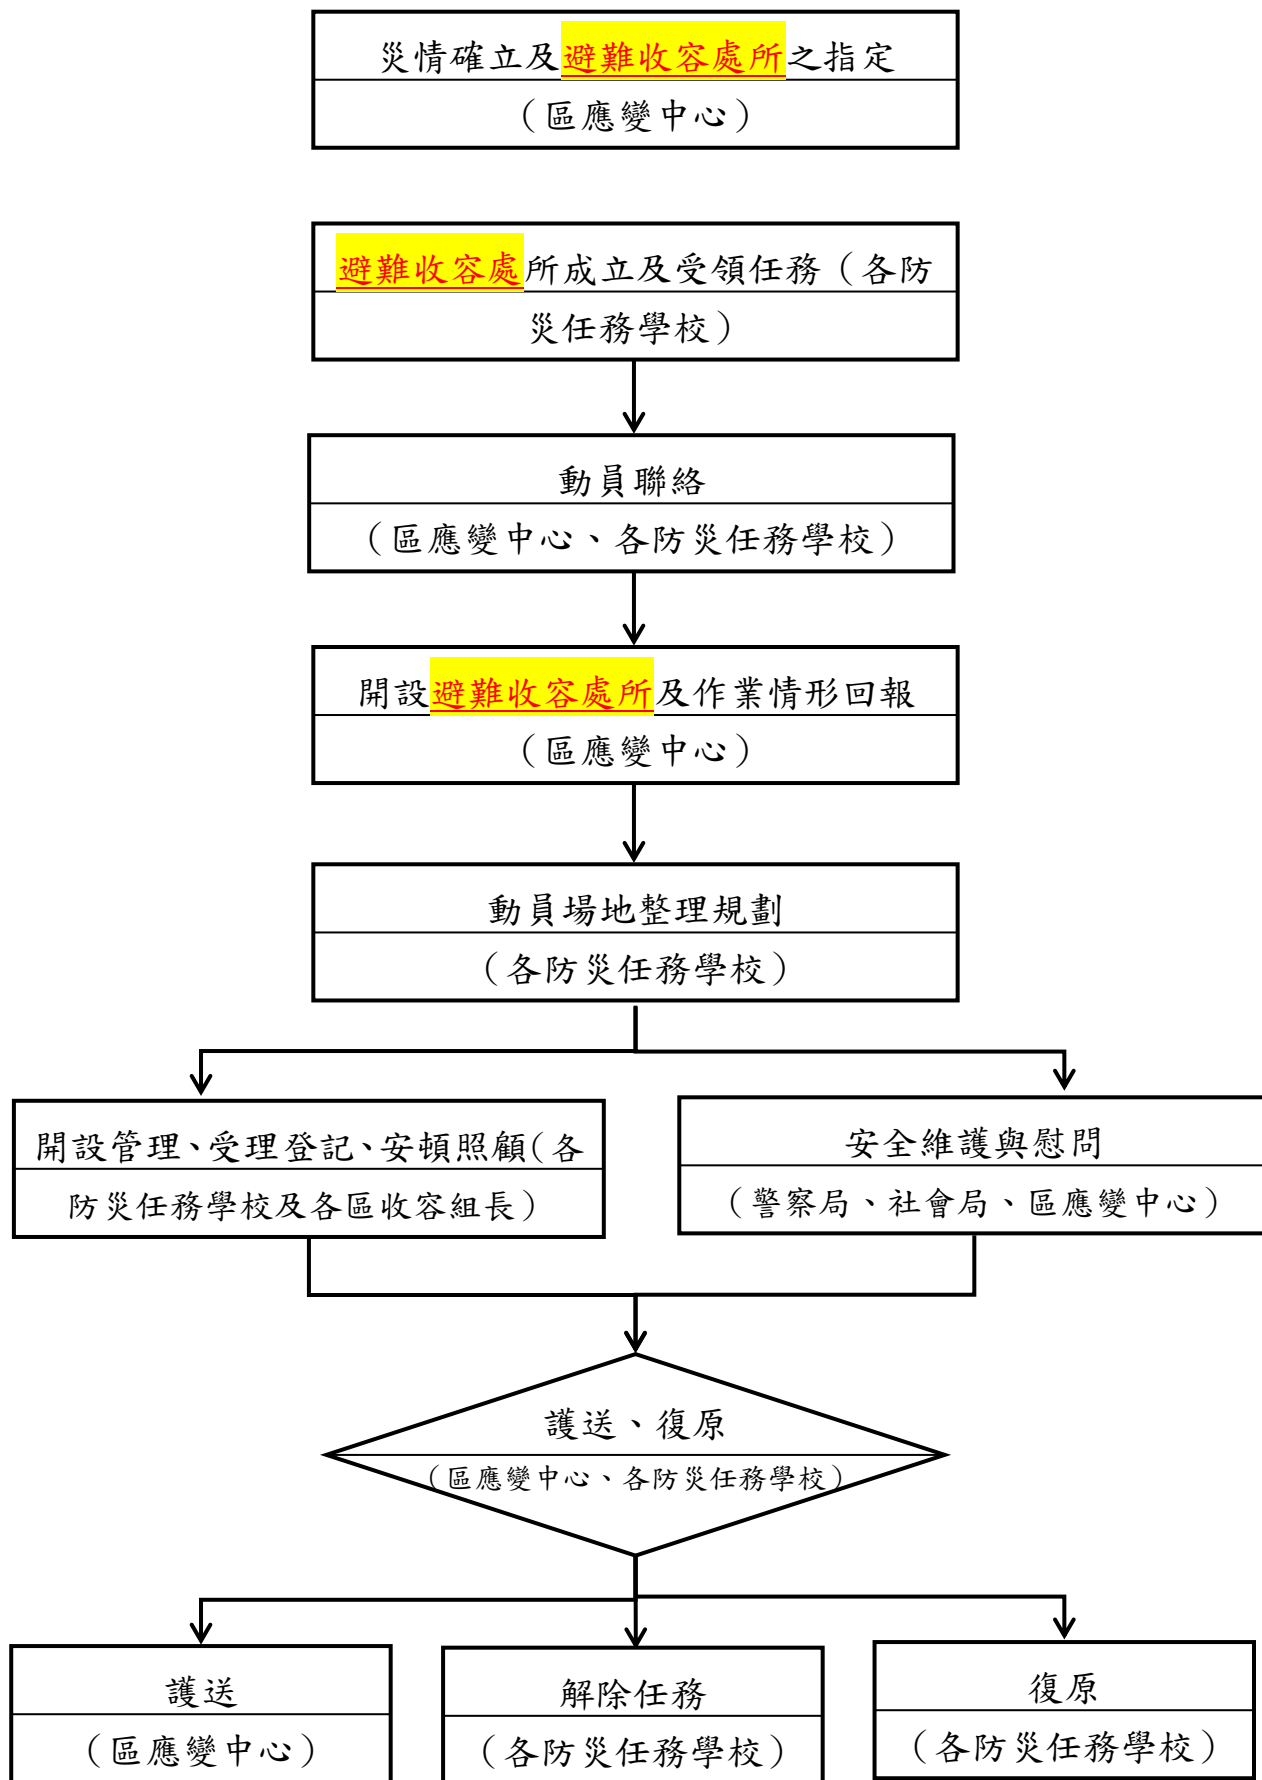 災情確立及避難收容處所之指定
（區應變中心）
避難收容處所成立及受領任務（各防
災任務學校）
動員聯絡
（區應變中心、各防災任務學校）
開設避難收容處所及作業情形回報
（區應變中心）
動員場地整理規劃
（各防災任務學校）
開設管理、受理登記、安頓照顧（各
防災任務學校及各區收容組長）
安全維護與慰問
（警察局、社會局、區應變中心）
護送、復原
（區應變中心、各防災任務學校）
護送
（區應變中心）
解除任務
（各防災任務學校）
復原
（各防災任務學校）